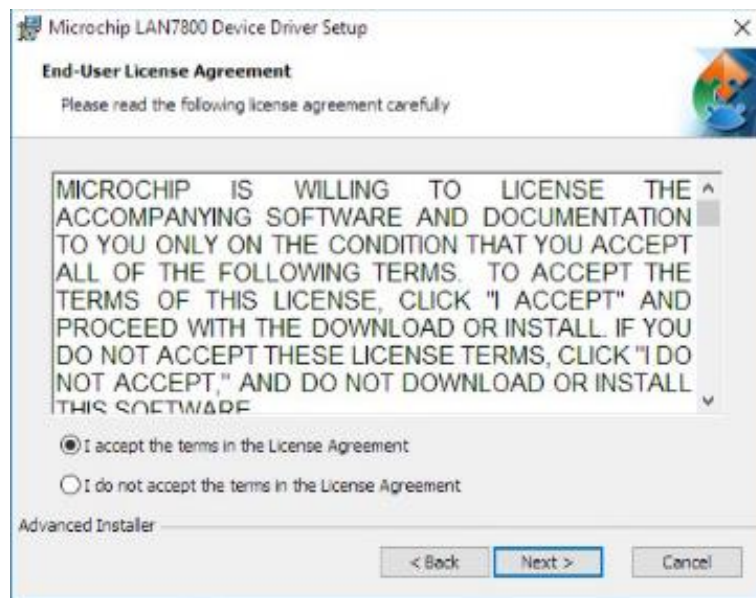 Microchip LAN7800 Device Driver Setup
End-User License Agreement
Please read the following license agreement carefully
MICROCHIP IS WILLING TO LICENSE THE
ACCOMPANYING SOFTWARE AND DOCUMENTATION
TO YOU ONLY ON THE CONDITION THAT YOU ACCEPT
ALL OF THE FOLLOWING TERMS. TO ACCEPT THE
TERMS OF THIS LICENSE, CLICK "I ACCEPT" AND
PROCEED WITH THE DOWNLOAD OR INSTALL. IF YOU
DO NOT ACCEPT THESE LICENSE TERMS, CLICK "I DO
NOT ACCEPT," AND DO NOT DOWNLOAD OR INSTALL
THIS SOFTWARE
I accept the terms in the License Agreement
I do not accept the terms in the License Agreement
Advanced Installer
< Back Next > Cancel